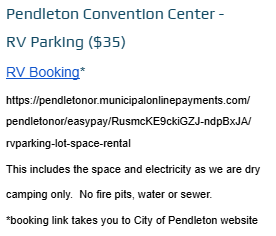 Pendleton Convention Center -
RV Parking ($35)
RV Booking*
https://pendletonor.municipalonlinepayments.com/
pendletonor/easypay/RusmcKE9ckiGZJ-ndpBxJA/
rvparking-lot-space-rental
This includes the space and electricity as we are dry
camping only.  No fire pits, water or sewer.
*booking link takes you to City of Pendleton website